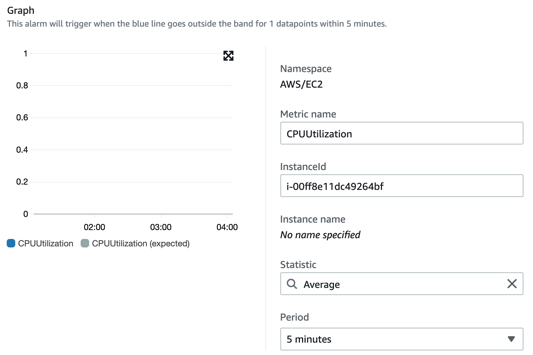 Graph
This alarm will trigger when the blue line goes outside the band for 1 datapoints within 5 minutes.
1
0.8
0.6
0.4
0.2
0
02:00 03:00 04:00
CPUUtilization CPUUtilization (expected)
Namespace
AWS/EC2
Metric name
CPUUtilization
InstanceId
i-00ff8e11dc49264bf
Instance name
No name specified
Statistic
Average
Period
5 minutes